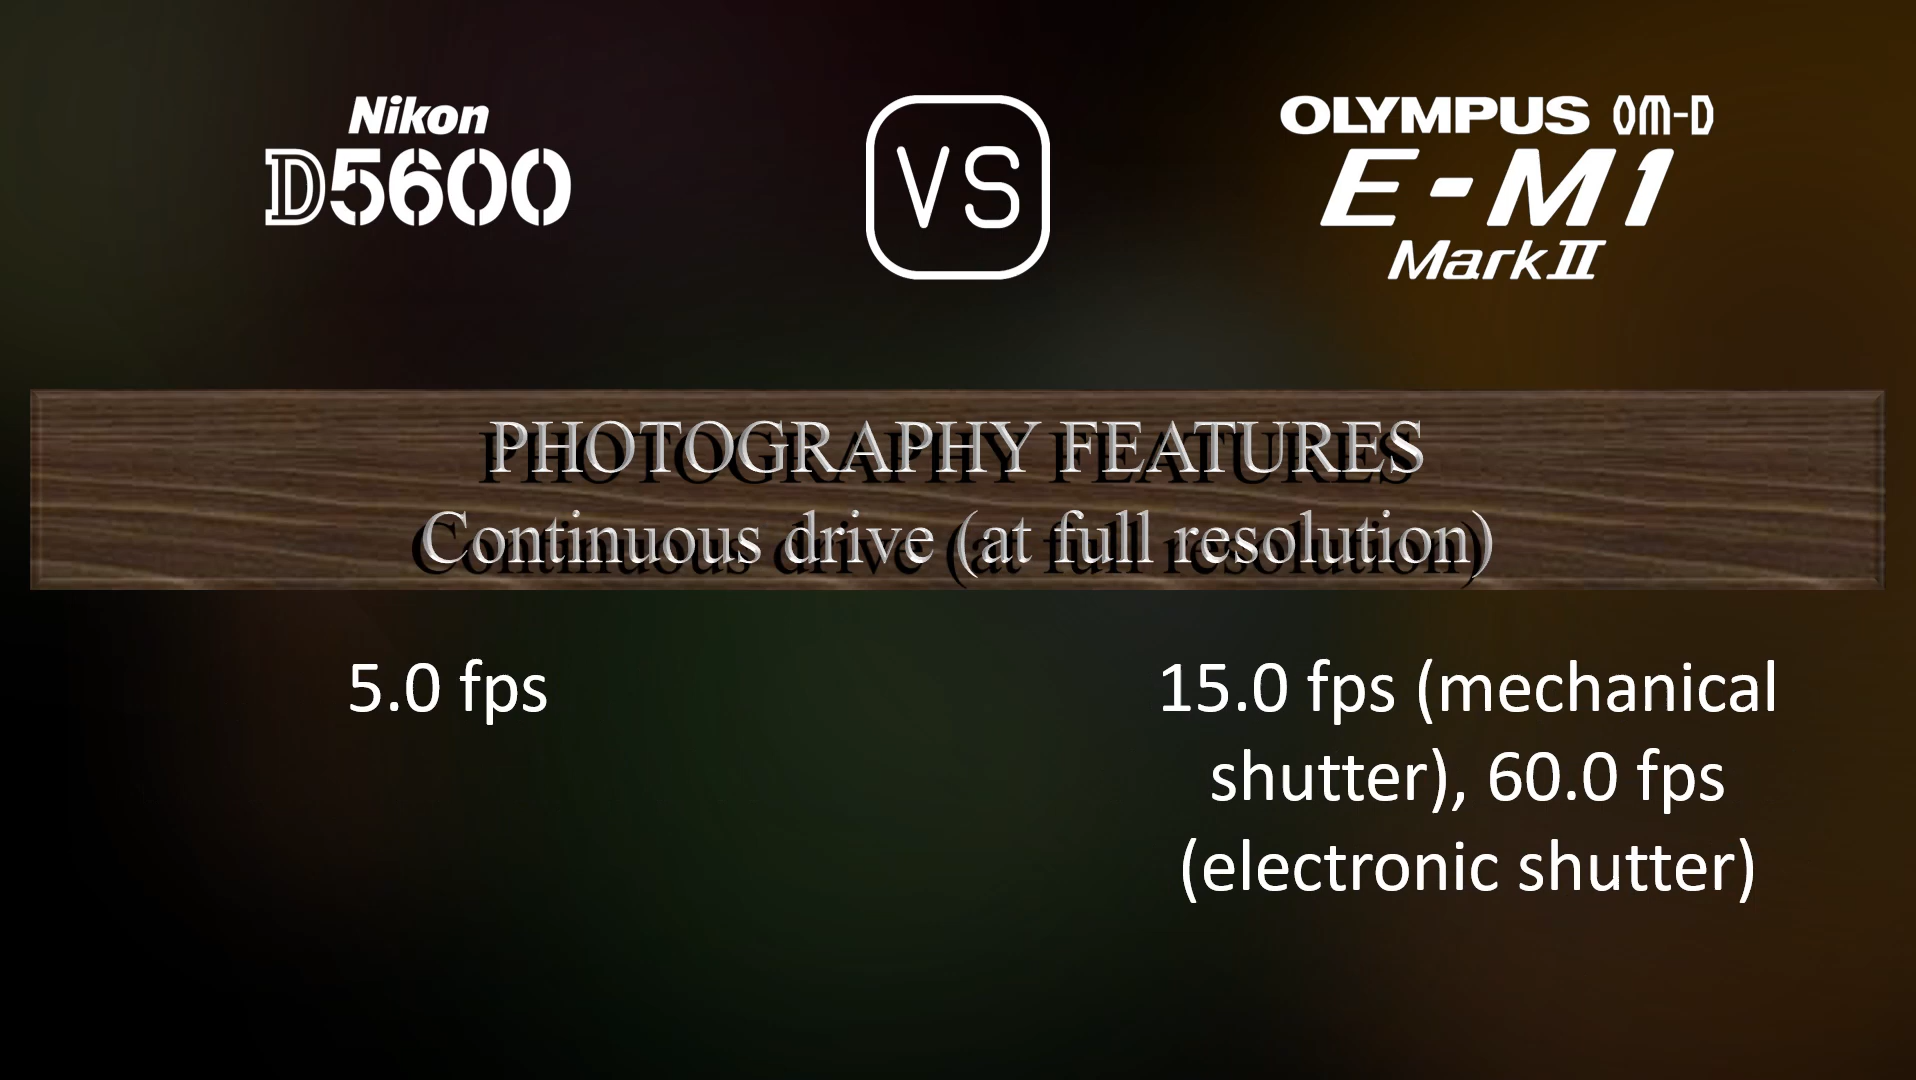 Nikon
D5600
VS
OLYMPUS OM-D
E-M1
Mark II
PHOTOGRAPHY FEATURES
Continuous drive (at full resolution)
5.0 fps
15.0 fps (mechanical
shutter), 60.0 fps
(electronic shutter)